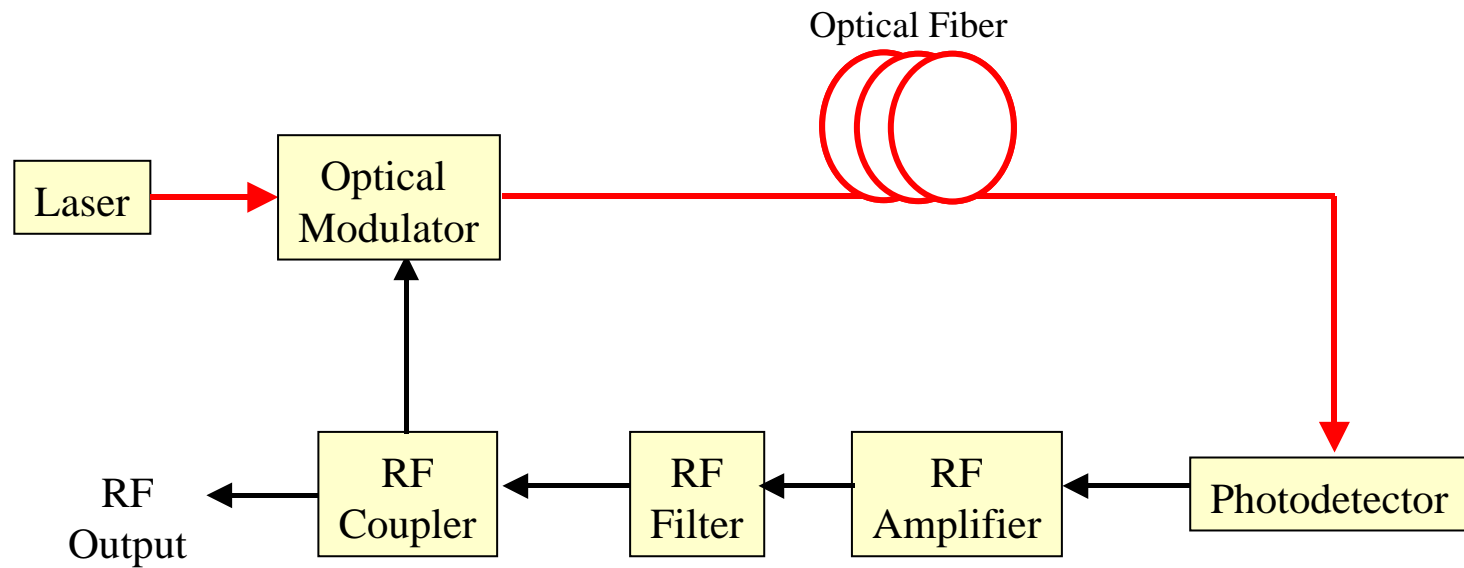 Optical Fiber
Laser
Optical
Modulator
RF
Output
RF
Coupler
RF
Filter
RF
Amplifier
Photodetector